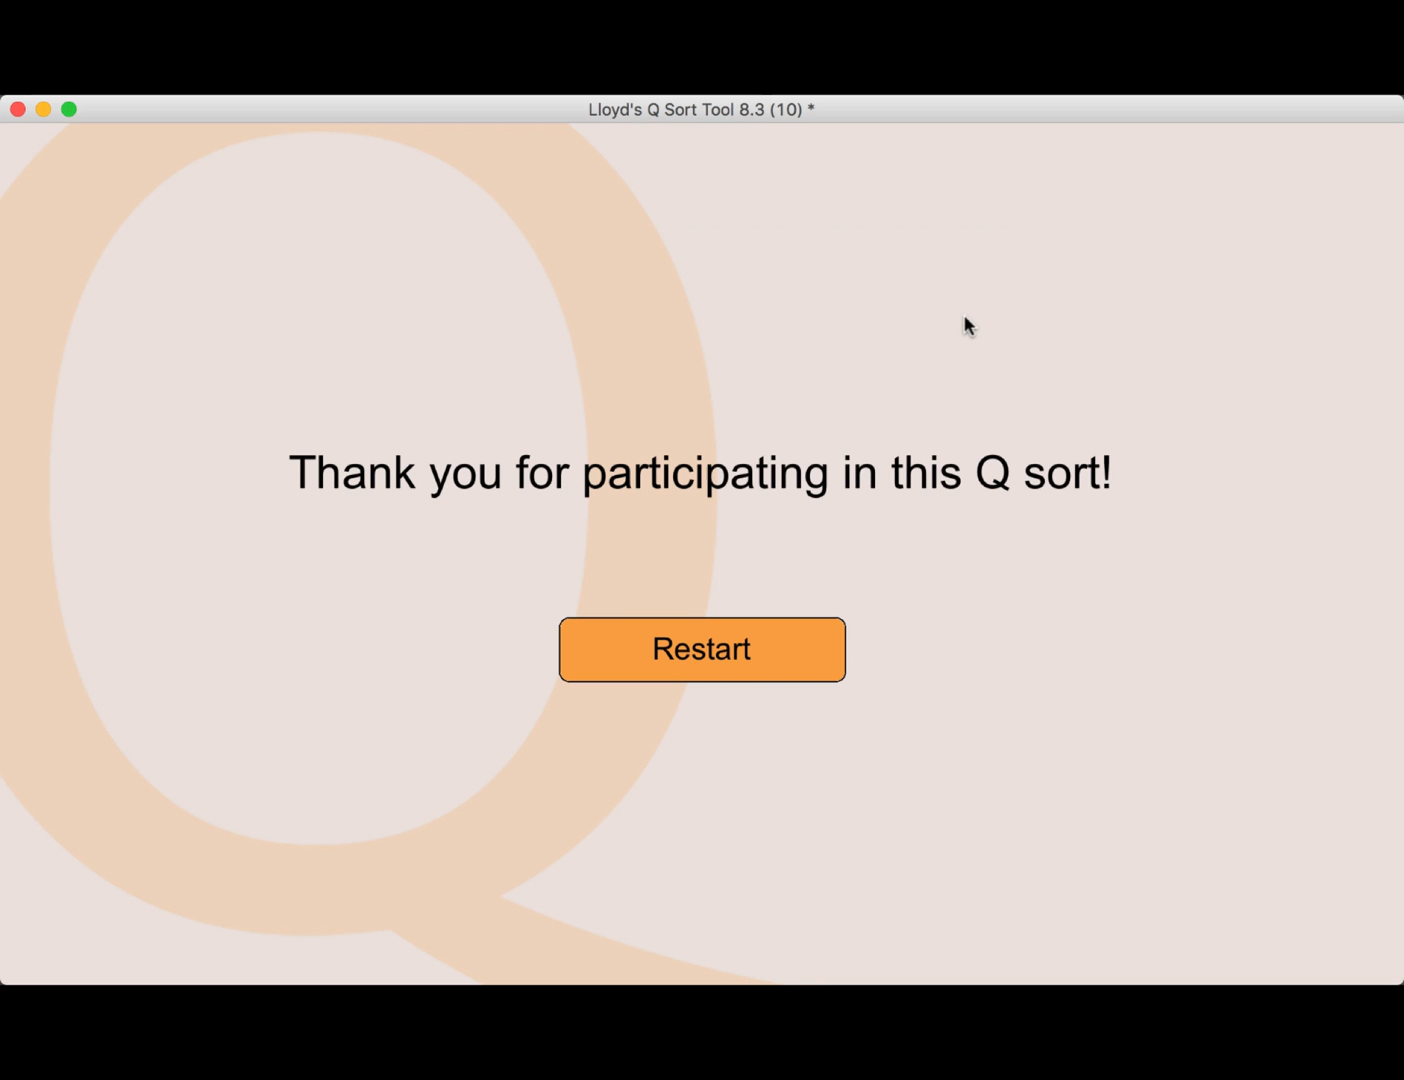 Lloyd's Q Sort Tool 8.3 (10) *
Q
Thank you for participating in this Q sort!
Restart